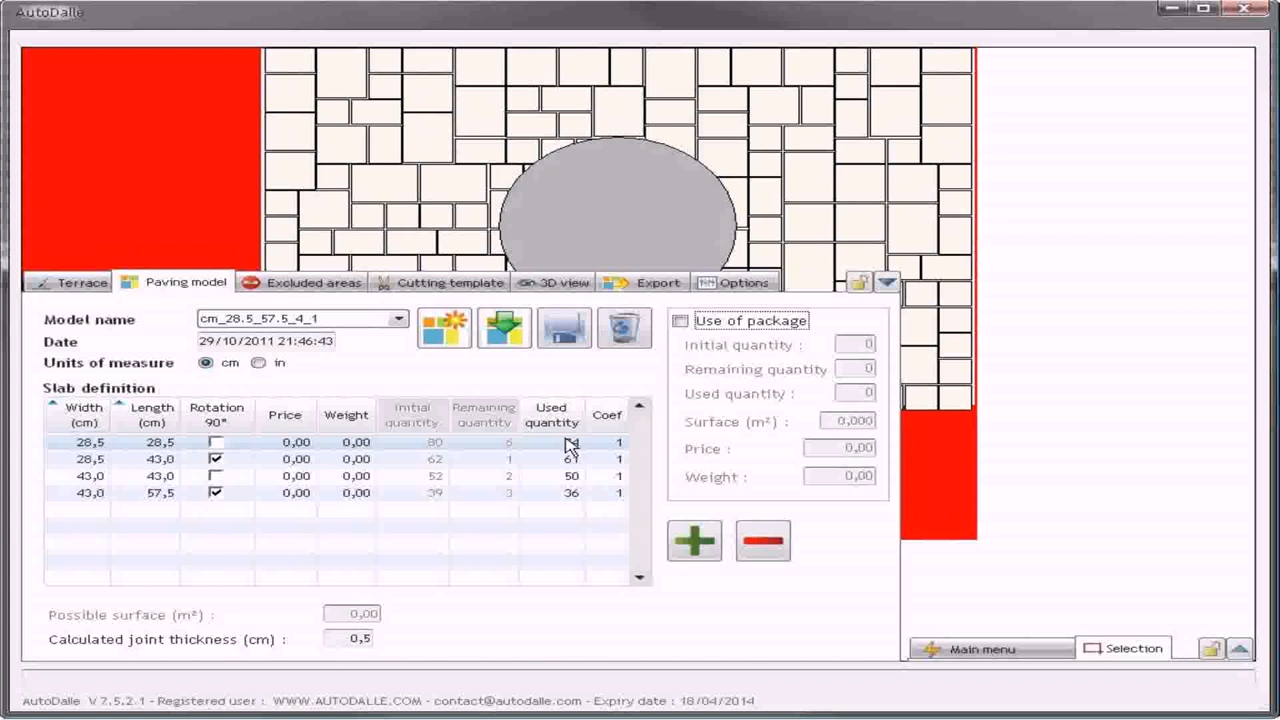 AutoDalle
Terrace
Paving model
Excluded areas
Cutting template
3D view
Export
Options
Model name
cm_28.5_57.5_4_1
Date
29/10/2011 21:46:43
Units of measure
cm
in
Slab definition
Width (cm) Length (cm) Rotation 90° Price Weight Initial quantity Remaining quantity Used quantity Coef
28,5 28,5 0,00 0,00 80 6 1
28,5 43,0 0,00 0,00 62 1 61 1
43,0 43,0 0,00 0,00 52 2 50 1
43,0 57,5 0,00 0,00 39 3 36 1
Possible surface (m²) : 0,00
Calculated joint thickness (cm) : 0,5
Use of package
Initial quantity : 0
Remaining quantity 0
Used quantity : 0
Surface (m²) : 0,000
Price : 0,00
Weight : 0,00
Main menu
Selection
AutoDalle V 7.5.2.1 - Registered user : WWW.AUTODALLE.COM - contact@autodalle.com - Expiry date : 18/04/2014